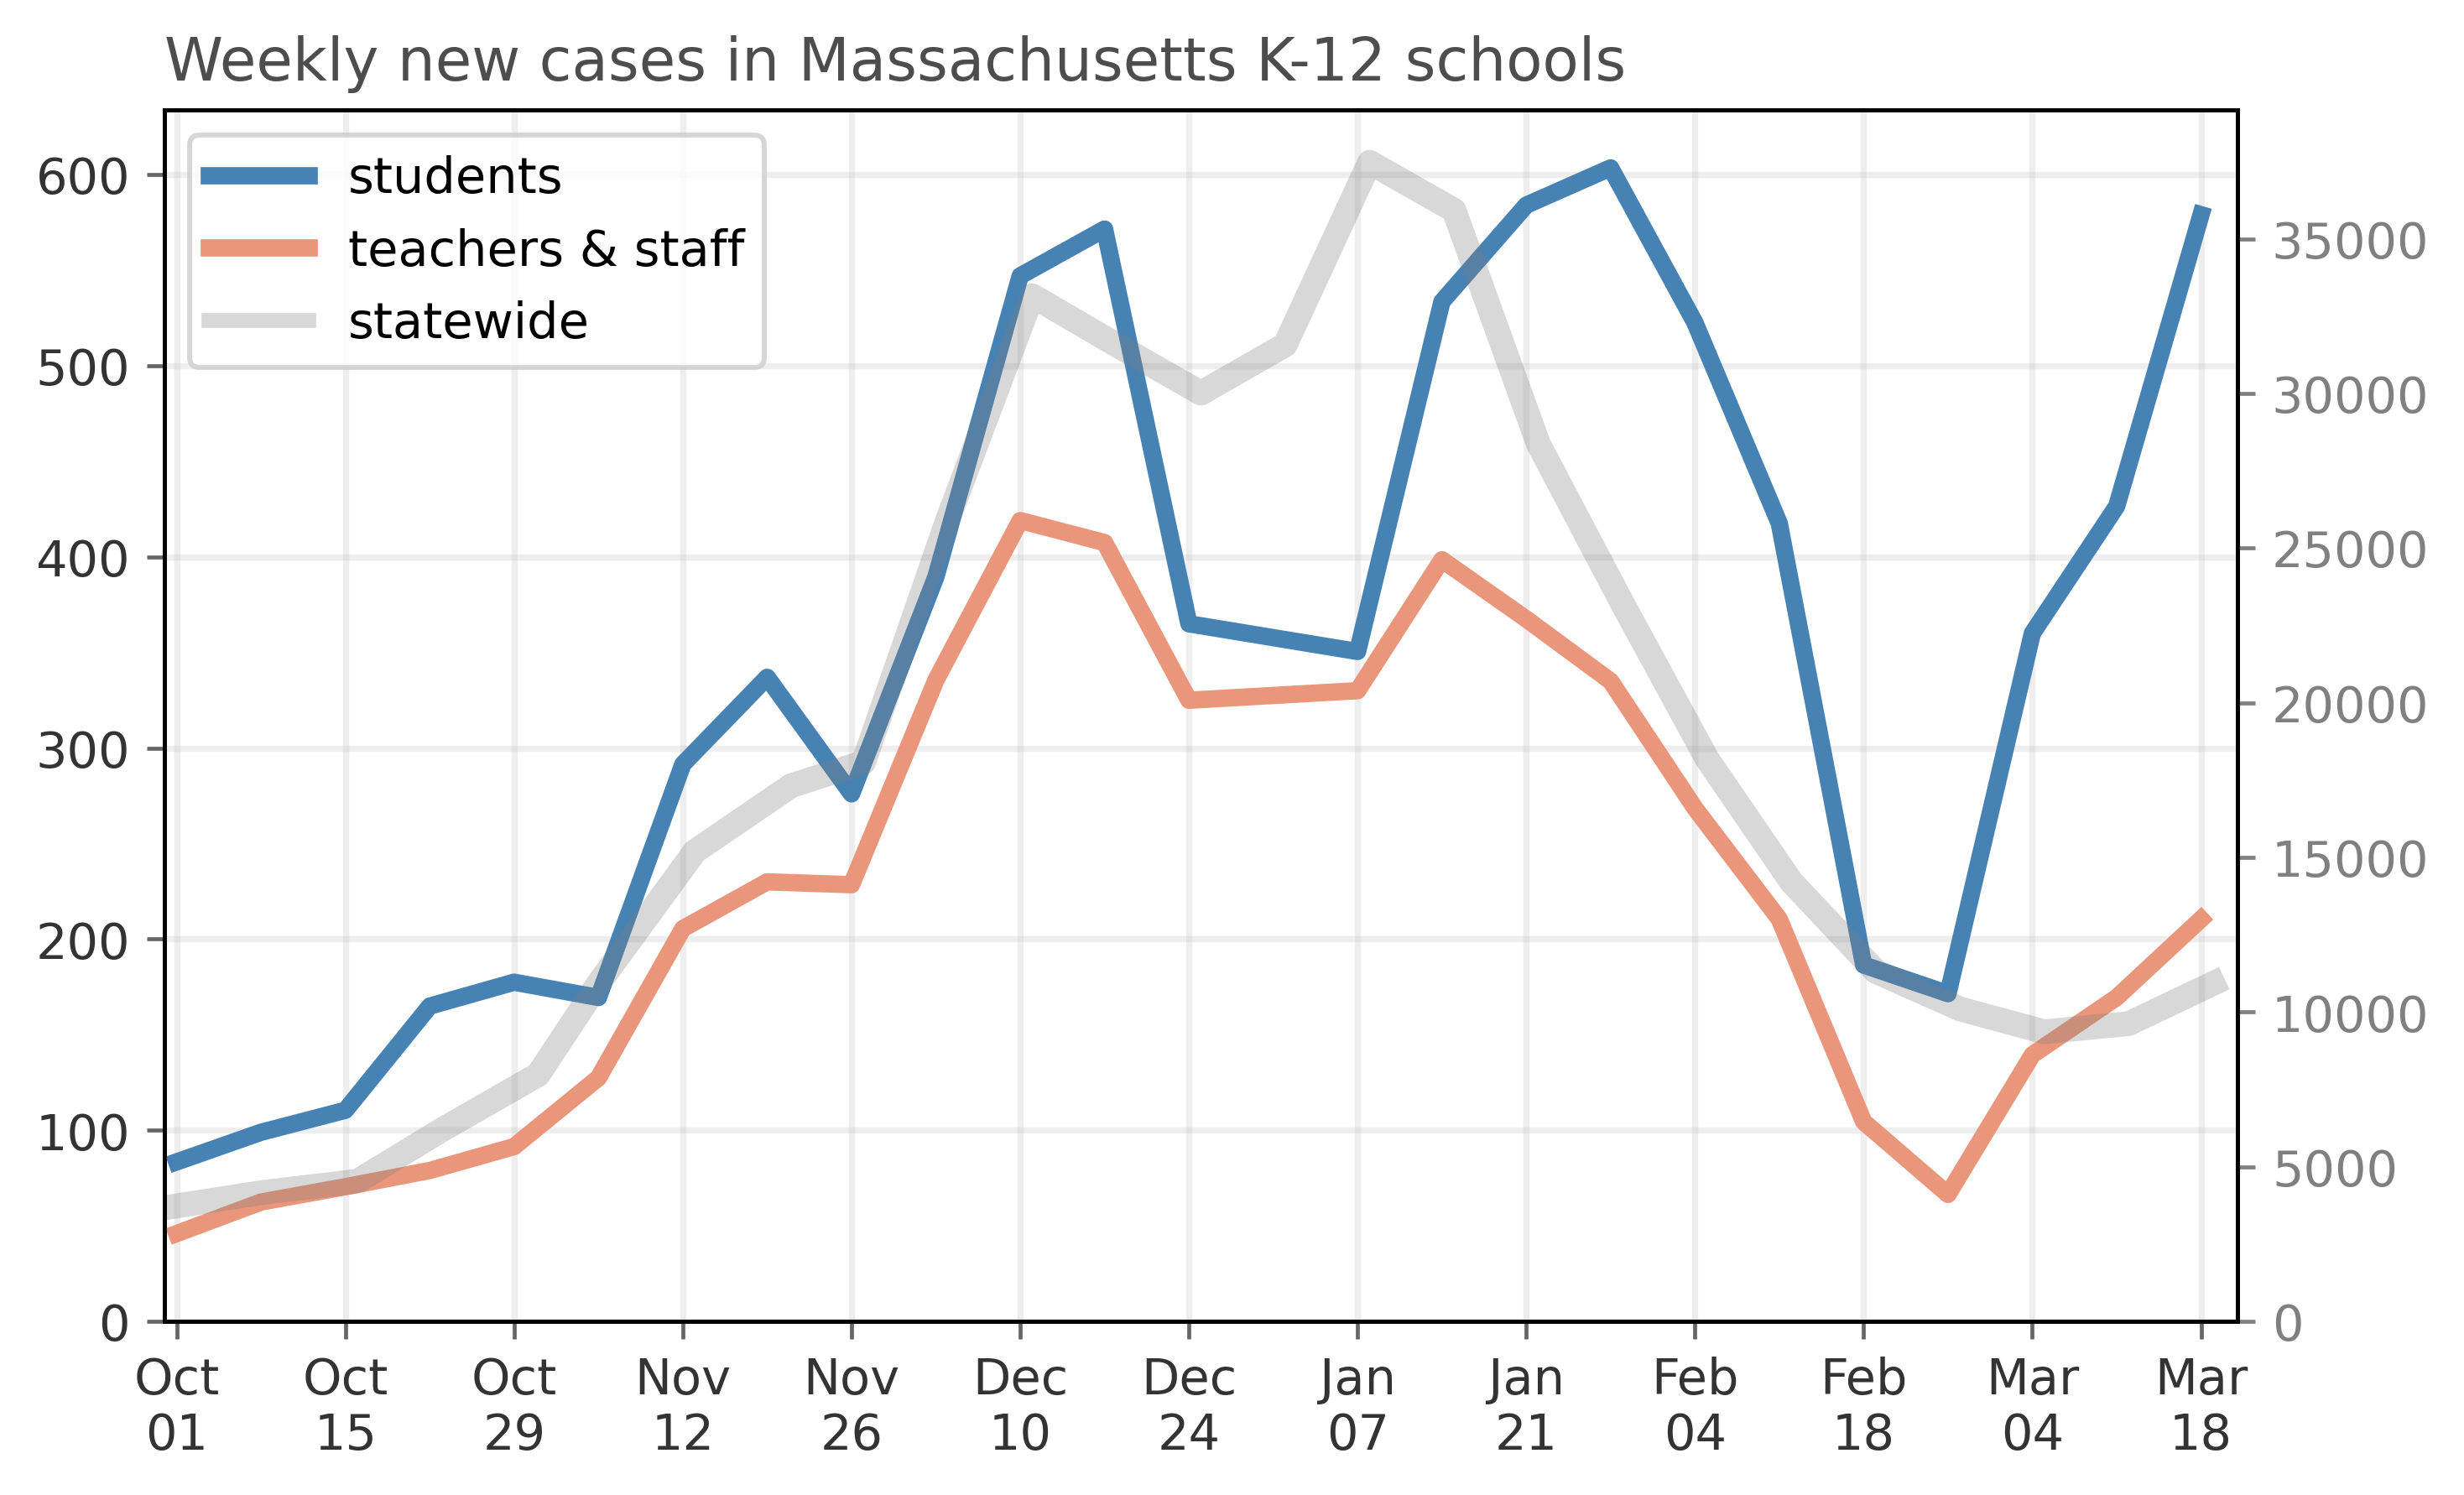 Weekly new cases in Massachusetts K-12 schools
students
teachers & staff
statewide
600
500
400
300
200
100
0
35000
30000
25000
20000
15000
10000
5000
0
Oct 01
Oct 15
Oct 29
Nov 12
Nov 26
Dec 10
Dec 24
Jan 07
Jan 21
Feb 04
Feb 18
Mar 04
Mar 18